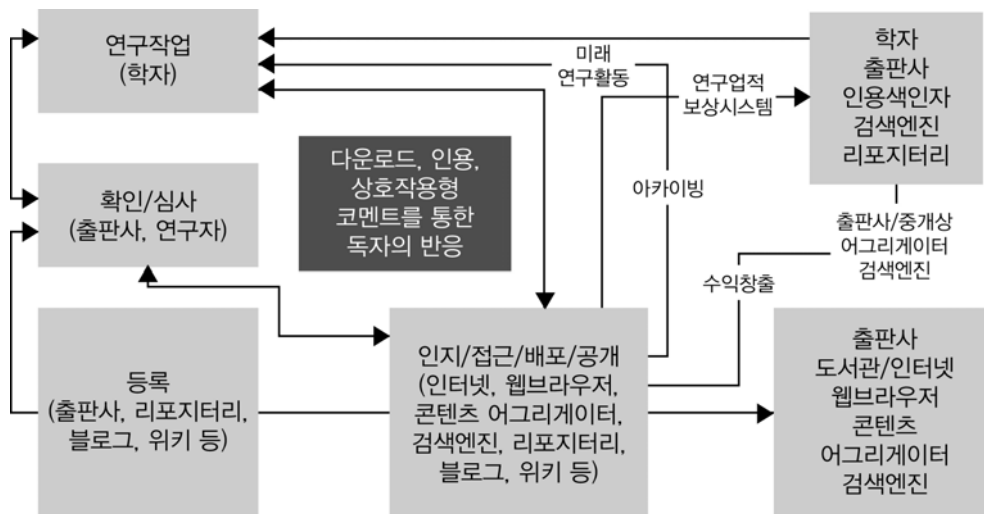 연구작업
(학자)
미래
연구활동
연구업적
보상시스템
학자
출판사
인용색인자
검색엔진
리포지터리
다운로드, 인용,
상호작용형
코멘트를 통한
독자의 반응
아카이빙
확인/심사
(출판사, 연구자)
출판사/중개상
어그리게이터
검색엔진
수익창출
등록
(출판사, 리포지터리,
블로그, 위키 등)
인지/접근/배포/공개
(인터넷, 웹브라우저,
콘텐츠 어그리게이터,
검색엔진, 리포지터리,
블로그, 위키 등)
출판사
도서관/인터넷
웹브라우저
콘텐츠
어그리게이터
검색엔진